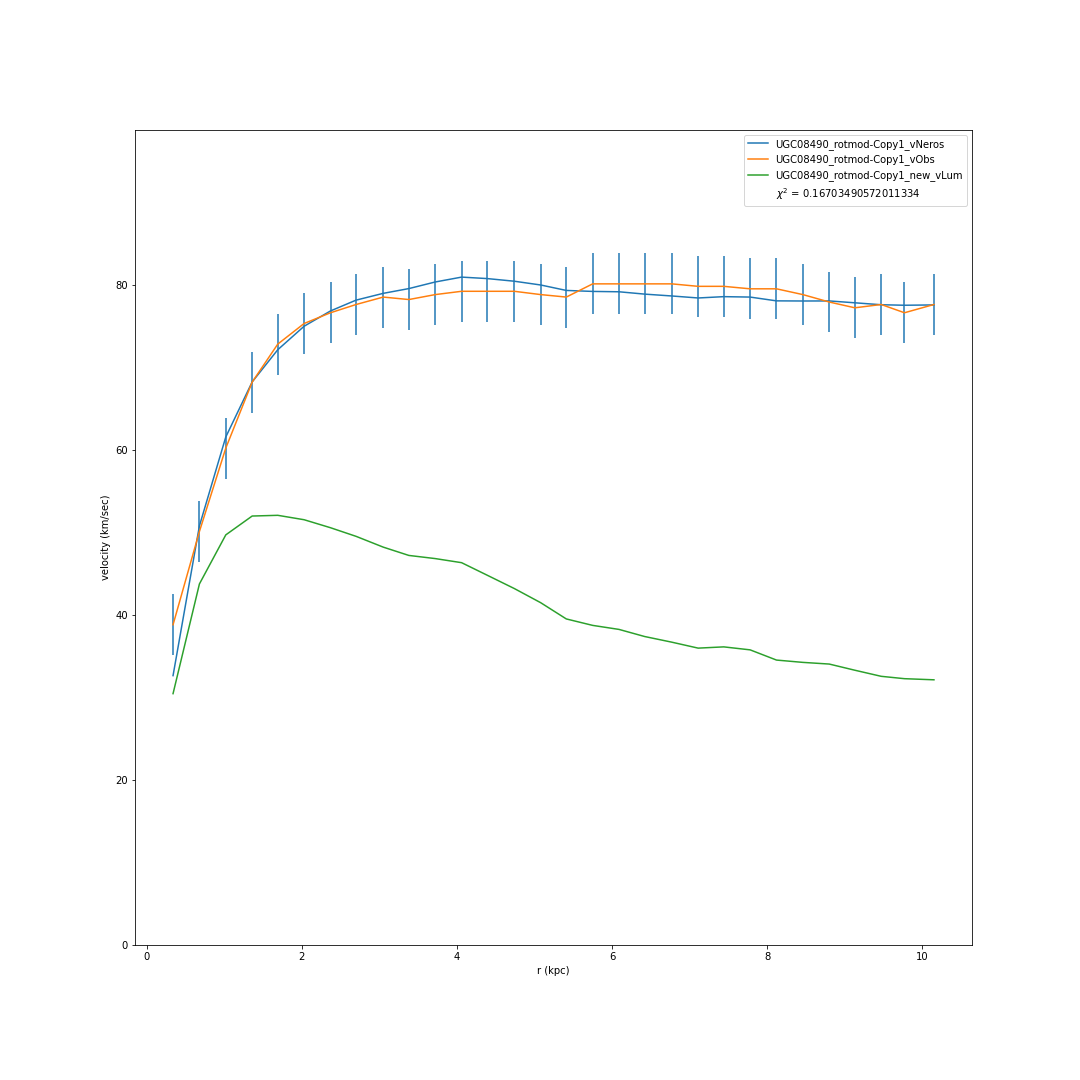 UGC08490_rotmod-Copy1_vNeros
UGC08490_rotmod-Copy1_vObs
UGC08490_rotmod-Copy1_new_vLum
χ² = 0.16703490572011334
80
60
40
20
0
velocity (km/sec)
0 2 4 6 8 10
r (kpc)